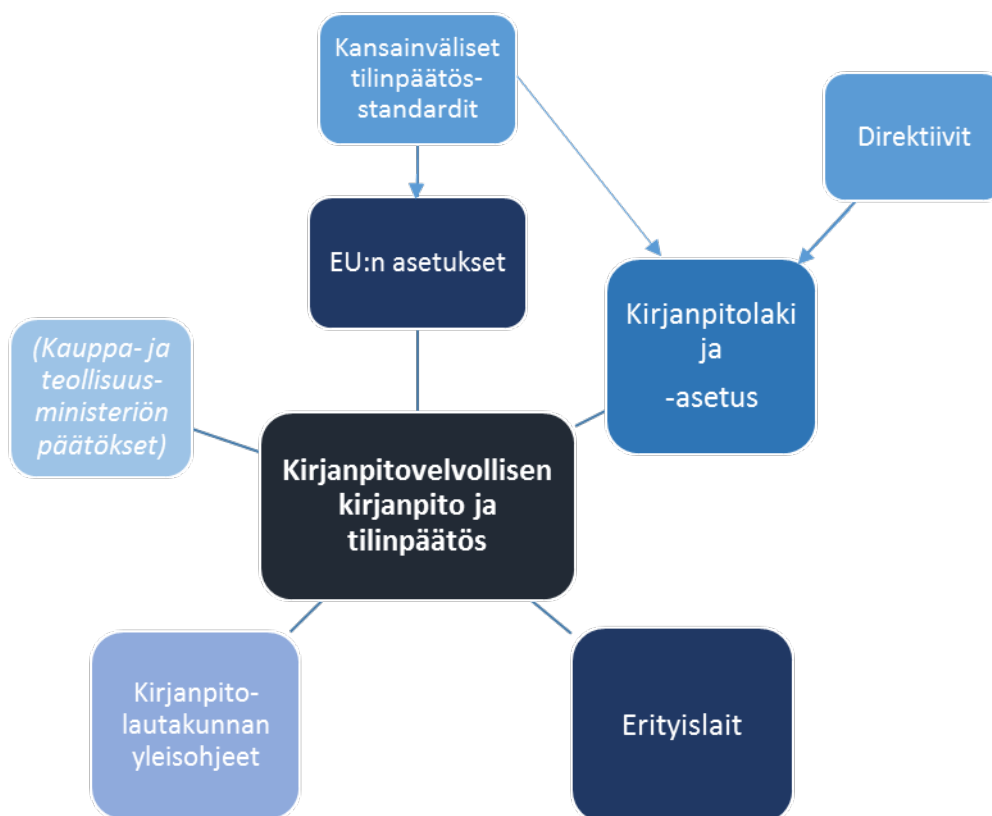 Kansainväliset
tilinpäätös-
standardit
Direktiivit
EU:n asetukset
Kirjanpitolaki
ja
-asetus
(Kauppa- ja
teollisuus-
ministeriön
päätökset)
Kirjanpitovelvollisen
kirjanpito ja
tilinpäätös
Kirjanpito-
lautakunnan
yleisohjeet
Erityislait